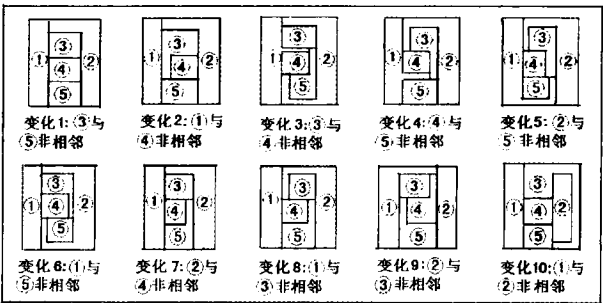 ① ③ ④ ⑤ ②
变化1:③与
⑤非相邻
① ③ ④ ⑤ ②
变化2:①与
④非相邻
① ③ ④ ⑤ ②
变化3:③与
④非相邻
① ③ ④ ⑤ ②
变化4:④与
⑤非相邻
① ③ ④ ⑤ ②
变化5:②与
⑤非相邻
① ③ ④ ⑤ ②
变化6:①与
⑤非相邻
① ③ ④ ⑤ ②
变化7:②与
④非相邻
① ③ ④ ⑤ ②
变化8:①与
③非相邻
① ③ ④ ⑤ ②
变化9:②与
③非相邻
① ③ ④ ⑤ ②
变化10:①与
②非相邻